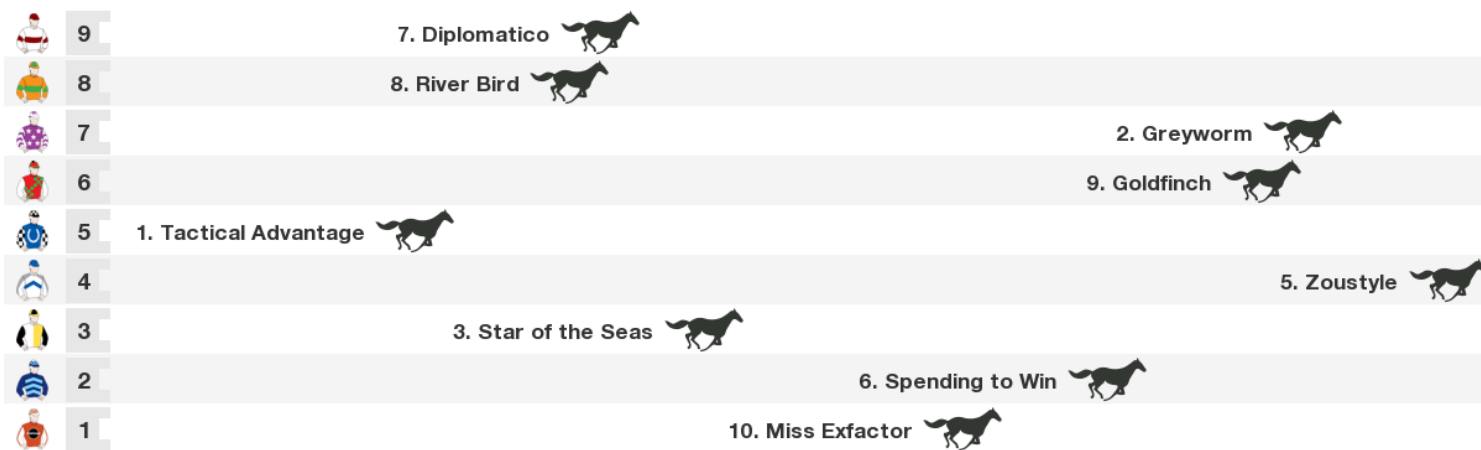 9 7. Diplomatico
8 8. River Bird
7 2. Greyworm
6 9. Goldfinch
5 1. Tactical Advantage
4 5. Zoustyle
3 3. Star of the Seas
2 6. Spending to Win
1 10. Miss Exfactor